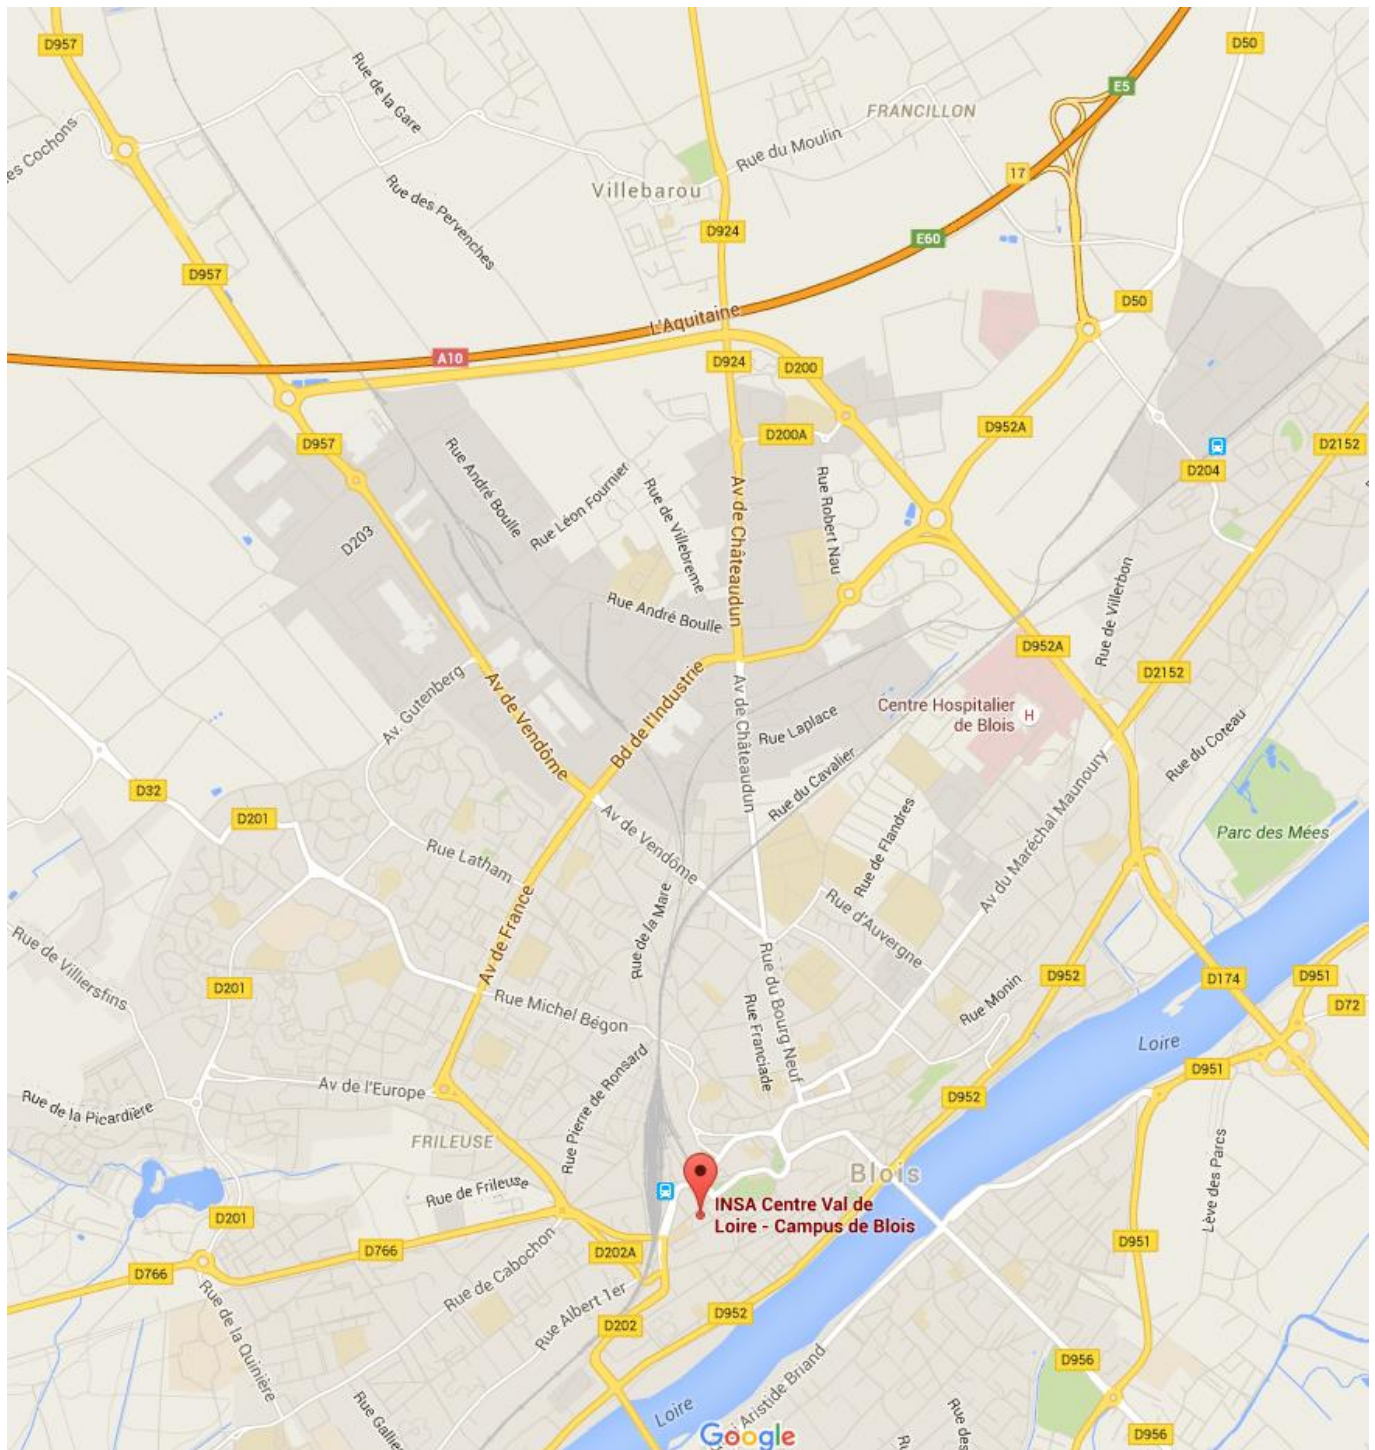 D957
D50
E5
Rue de la Gare
FRANCILLON
es Cochons
Rue du Moulin
17
Villebarou
Rue des Pervenches
D924
E60
D957
D50
L'Aquitaine
A10
D924
D200
D957
D200A
D952A
D2152
Rue André Boulle
D204
Rue Léon Fournier
Rue de Villebreme
Av de Châteaudun
Rue Robert Nau
D203
Rue André Boulle
Rue de Villerbon
D952A
D2152
Av. Gutenberg
Av de Vendôme
Bd de l'Industrie
Av de Châteaudun
Rue Laplace
Centre Hospitalier
de Blois
H
Rue du Coteau
Rue du Cavalier
D32
D201
Av de Vendôme
Rue Latham
Rue de Flandres
Av du Maréchal Maunoury
Parc des Mées
Av de France
Rue de la Mare
Rue d'Auvergne
Rue de Villiersfins
D201
Rue Michel Bégon
Rue du Bourg Neuf
Rue Franciade
Rue Monin
D952
D174
D951
D72
Loire
D951
Av de l'Europe
Rue Pierre de Ronsard
D952
Rue de la Picardière
FRILEUSE
Blois
Lève des Parcs
Rue de Frileuse
INSA Centre Val de
Loire - Campus de Blois
D201
D766
D202A
D951
D766
Rue de Cabochon
Rue de la Quinière
Rue Albert 1er
D202
D952
D956
Rue Gallie
Loire
i Aristide Briand
Rue des
Google
D956
Ru